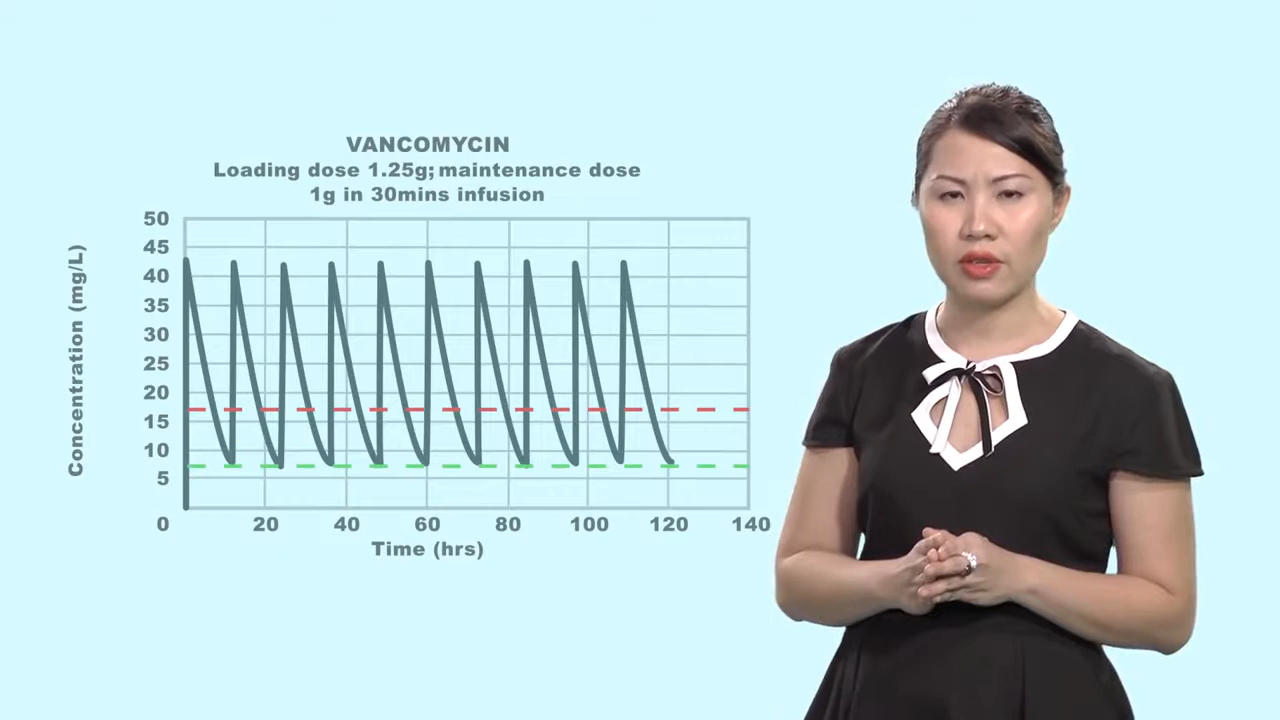 VANCOMYCIN
Loading dose 1.25g; maintenance dose
1g in 30mins infusion
Concentration (mg/L)
50
45
40
35
30
25
20
15
10
5
0 20 40 60 80 100 120 140
Time (hrs)